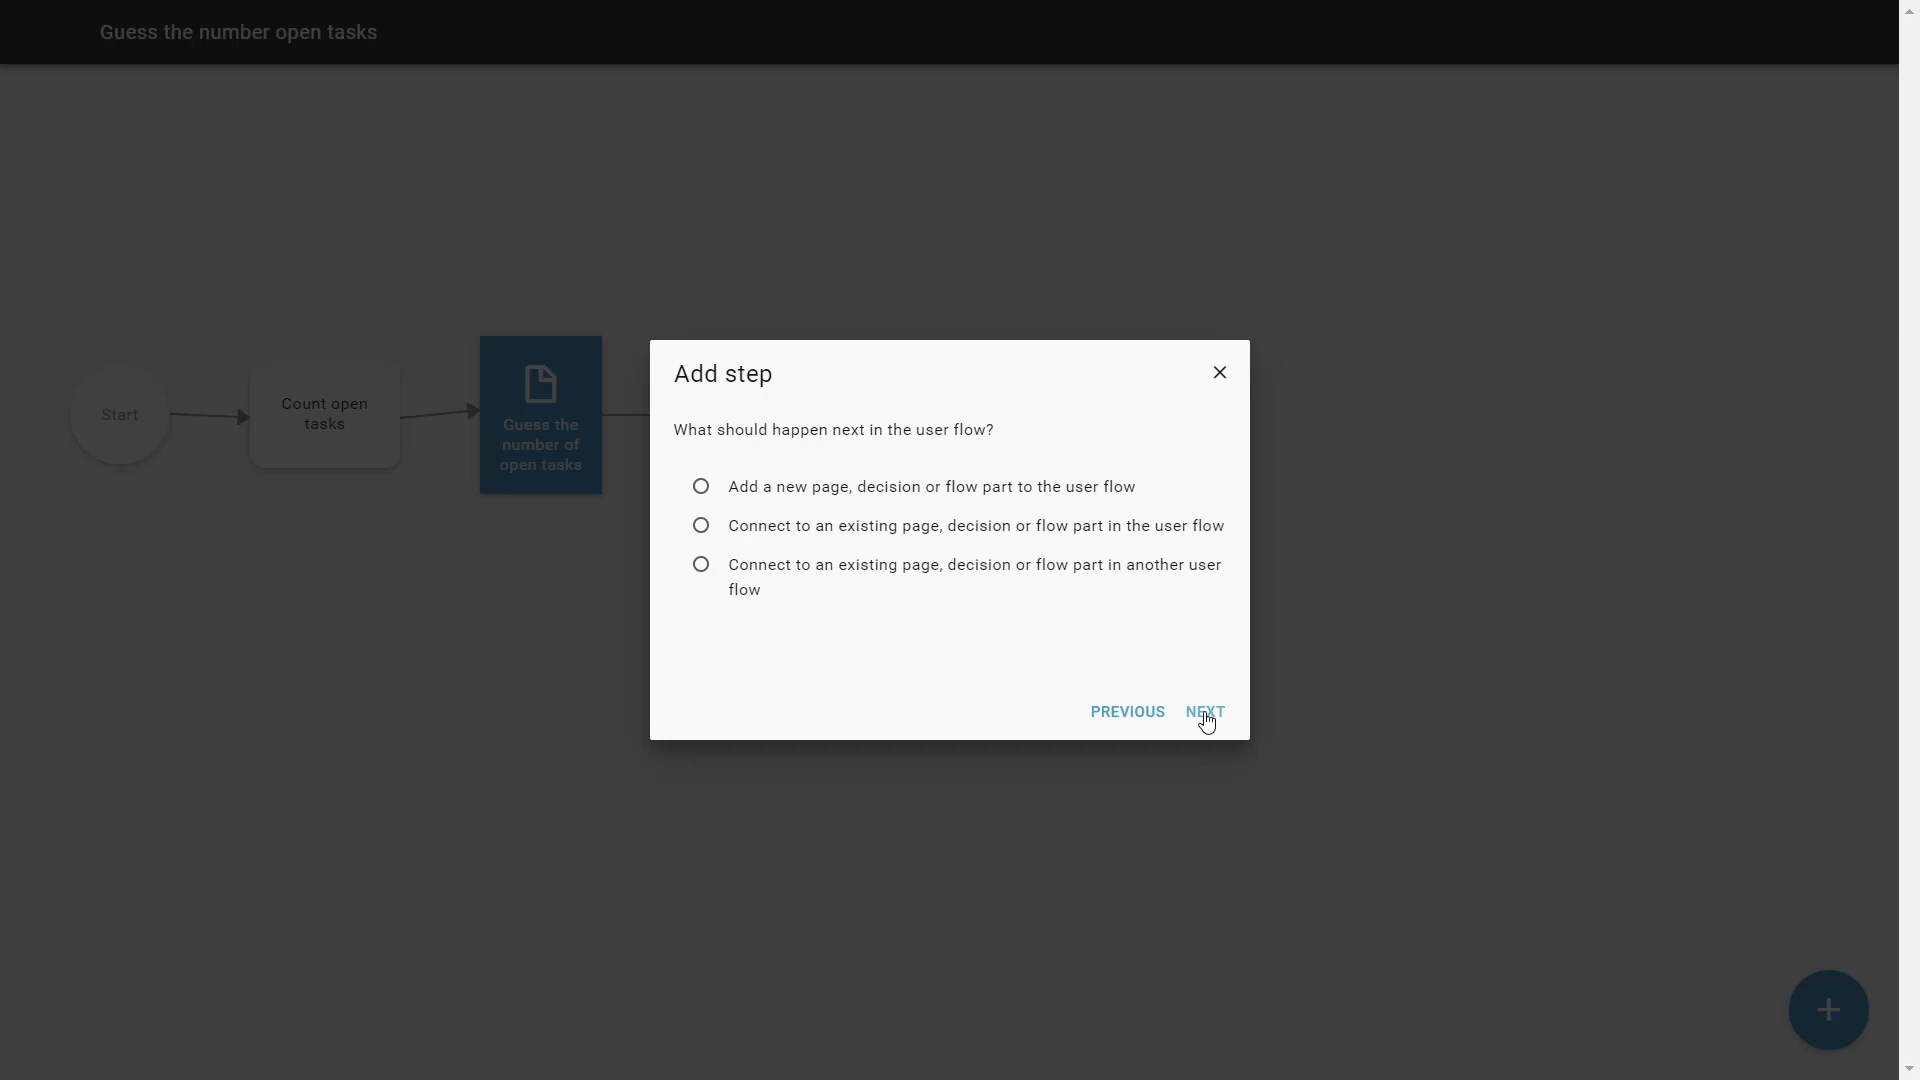 Guess the number open tasks
Start
Count open
tasks
Guess the
number of
open tasks
Add step
What should happen next in the user flow?
Add a new page, decision or flow part to the user flow
Connect to an existing page, decision or flow part in the user flow
Connect to an existing page, decision or flow part in another user
flow
PREVIOUS NEXT